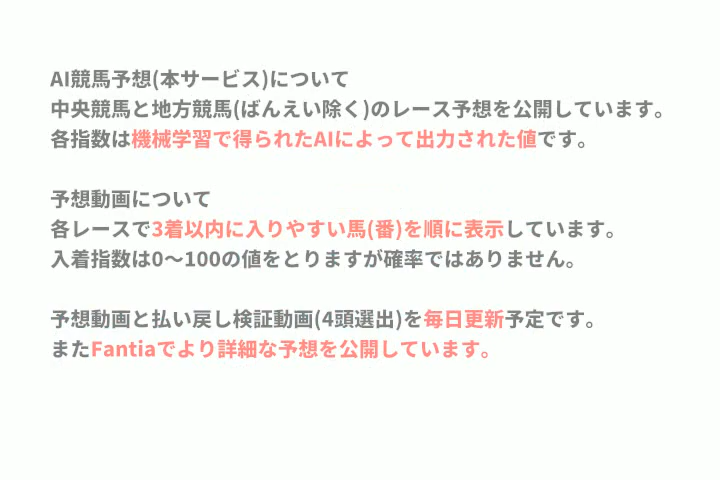 AI競馬予想(本サービス)について
中央競馬と地方競馬(ばんえい除く)のレース予想を公開しています。
各指数は機械学習で得られたAIによって出力された値です。
予想動画について
各レースで3着以内に入りやすい馬(番)を順に表示しています。
入着指数は0〜100の値をとりますが確率ではありません。
予想動画と払い戻し検証動画(4頭選出)を毎日更新予定です。
またFantiaでより詳細な予想を公開しています。